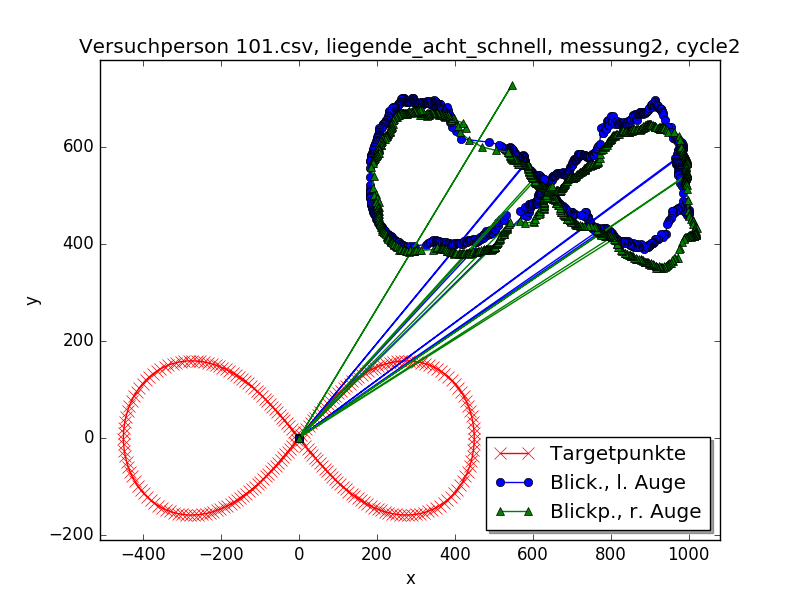 Versuchperson 101.csv, liegende_acht_schnell, messung2, cycle2
600
400
200
0
−200
y
−400
−200
0
200
400
600
800
1000
x
Targetpunkte
Blick., l. Auge
Blickp., r. Auge